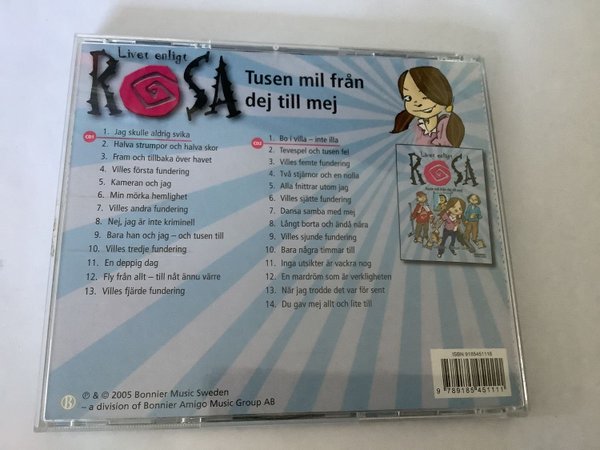 Livet enligt
ROSA
Tusen mil från
dej till mej
CD1
1. Jag skulle aldrig svika
2. Halva strumpor och halva skor
3. Fram och tillbaka över havet
4. Villes första fundering
5. Kameran och jag
6. Min mörka hemlighet
7. Villes andra fundering
8. Nej, jag är inte kriminell
9. Bara han och jag – och tusen till
10. Villes tredje fundering
11. En deppig dag
12. Fly från allt – till nåt ännu värre
13. Villes fjärde fundering
CD2
1. Bo i villa – inte illa
2. Tevespel och tusen fel
3. Villes femte fundering
4. Två stjärnor och en nolla
5. Alla fnittrar utom jag
6. Villes sjätte fundering
7. Dansa samba med mej
8. Långt borta och ändå nära
9. Villes sjunde fundering
10. Bara några timmar till
11. Inga utsikter är vackra nog
12. En mardröm som är verkligheten
13. När jag trodde det var för sent
14. Du gav mej allt och lite till
Livet enligt
ROSA
ISBN 9185451118
9 789185 451111
B
℗ & © 2005 Bonnier Music Sweden
– a division of Bonnier Amigo Music Group AB